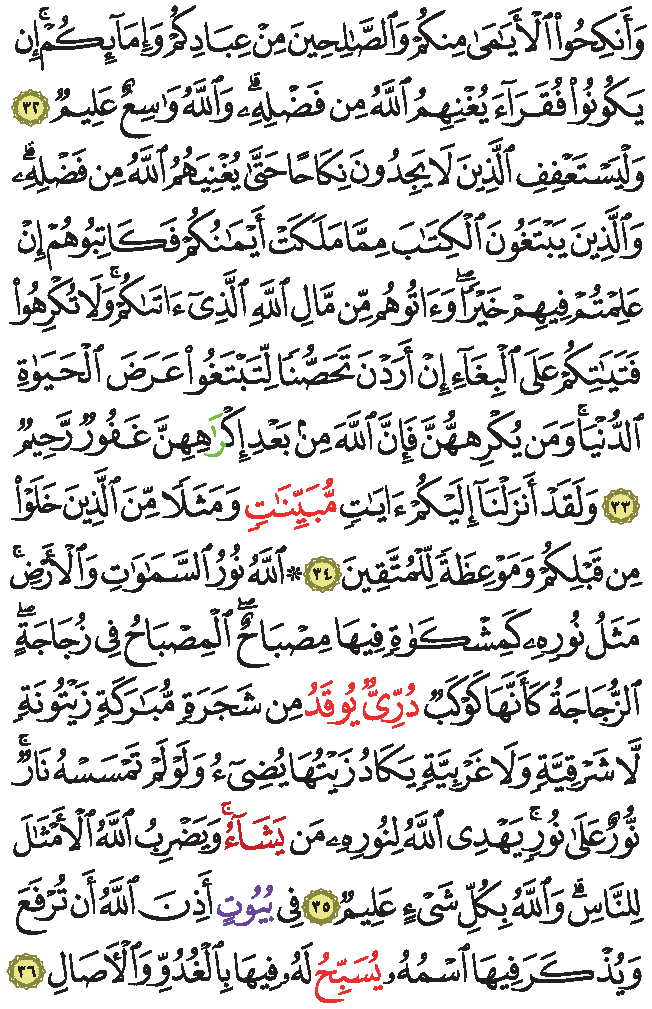 وَأَنكِحُوا۟ ٱلْأَيَـٰمَىٰ مِنكُمْ وَٱلصَّـٰلِحِينَ مِنْ عِبَادِكُمْ وَإِمَآئِكُمْ ۚ إِن
يَكُونُوا۟ فُقَرَآءَ يُغْنِهِمُ ٱللَّهُ مِن فَضْلِهِۦ ۗ وَٱللَّهُ وَٰسِعٌ عَلِيمٌ ٣٢
وَلْيَسْتَعْفِفِ ٱلَّذِينَ لَا يَجِدُونَ نِكَاحًا حَتَّىٰ يُغْنِيَهُمُ ٱللَّهُ مِن فَضْلِهِۦ ۗ
وَٱلَّذِينَ يَبْتَغُونَ ٱلْكِتَـٰبَ مِمَّا مَلَكَتْ أَيْمَـٰنُكُمْ فَكَاتِبُوهُمْ إِنْ
عَلِمْتُمْ فِيهِمْ خَيْرًا ۖ وَءَاتُوهُم مِّن مَّالِ ٱللَّهِ ٱلَّذِىٓ ءَاتَىٰكُمْ ۚ وَلَا تُكْرِهُوا۟
فَتَيَـٰتِكُمْ عَلَى ٱلْبِغَآءِ إِنْ أَرَدْنَ تَحَصُّنًا لِّتَبْتَغُوا۟ عَرَضَ ٱلْحَيَوٰةِ
ٱلدُّنْيَا ۚ وَمَن يُكْرِههُّنَّ فَإِنَّ ٱللَّهَ مِنۢ بَعْدِ إِكْرَٰهِهِنَّ غَفُورٌ رَّحِيمٌ
٣٣ وَلَقَدْ أَنزَلْنَآ إِلَيْكُمْ ءَايَـٰتٍ مُّبَيَّنَـٰتٍ وَمَثَلًا مِّنَ ٱلَّذِينَ خَلَوْا۟
مِن قَبْلِكُمْ وَمَوْعِظَةً لِّلْمُتَّقِينَ ٣٤ * ٱللَّهُ نُورُ ٱلسَّمَـٰوَٰتِ وَٱلْأَرْضِ ۚ
مَثَلُ نُورِهِۦ كَمِشْكَوٰةٍ فِيهَا مِصْبَاحٌ ۖ ٱلْمِصْبَاحُ فِى زُجَاجَةٍ ۖ
ٱلزُّجَاجَةُ كَأَنَّهَا كَوْكَبٌ دُرِّىٌّ يُوقَدُ مِن شَجَرَةٍ مُّبَـٰرَكَةٍ زَيْتُونَةٍ
لَّا شَرْقِيَّةٍ وَلَا غَرْبِيَّةٍ يَكَادُ زَيْتُهَا يُضِىٓءُ وَلَوْ لَمْ تَمْسَسْهُ نَارٌ ۚ
نُّورٌ عَلَىٰ نُورٍ ۗ يَهْدِى ٱللَّهُ لِنُورِهِۦ مَن يَشَآءُ ۚ وَيَضْرِبُ ٱللَّهُ ٱلْأَمْثَـٰلَ
لِلنَّاسِ ۗ وَٱللَّهُ بِكُلِّ شَىْءٍ عَلِيمٌ ٣٥ فِى بُيُوتٍ أَذِنَ ٱللَّهُ أَن تُرْفَعَ
وَيُذْكَرَ فِيهَا ٱسْمُهُۥ يُسَبِّحُ لَهُۥ فِيهَا بِٱلْغُدُوِّ وَٱلْـَٔاصَالِ ٣٦